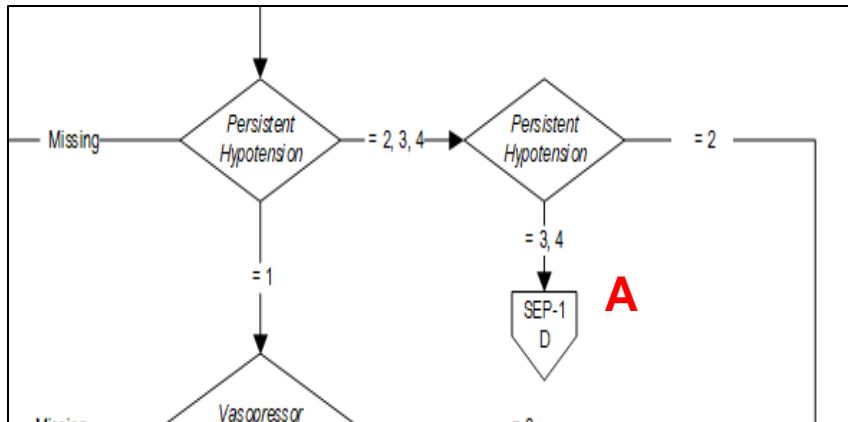 Persistent
Hypotension
Persistent
Hypotension
Missing
= 2, 3, 4
= 2
= 3, 4
= 1
SEP-1
D
A
Vasopressor